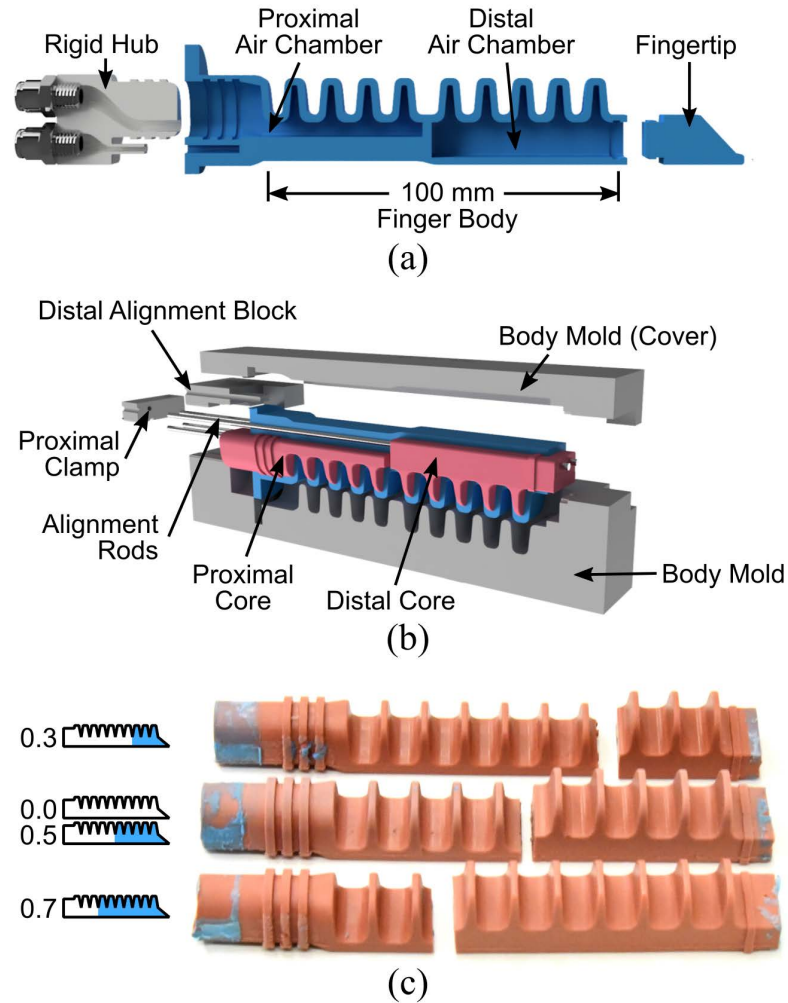 Rigid Hub
Proximal
Air Chamber
Distal
Air Chamber
Fingertip
100 mm
Finger Body
(a)
Distal Alignment Block
Body Mold (Cover)
Proximal
Clamp
Alignment
Rods
Proximal
Core
Distal Core
Body Mold
(b)
0.3
0.0
0.5
0.7
(c)